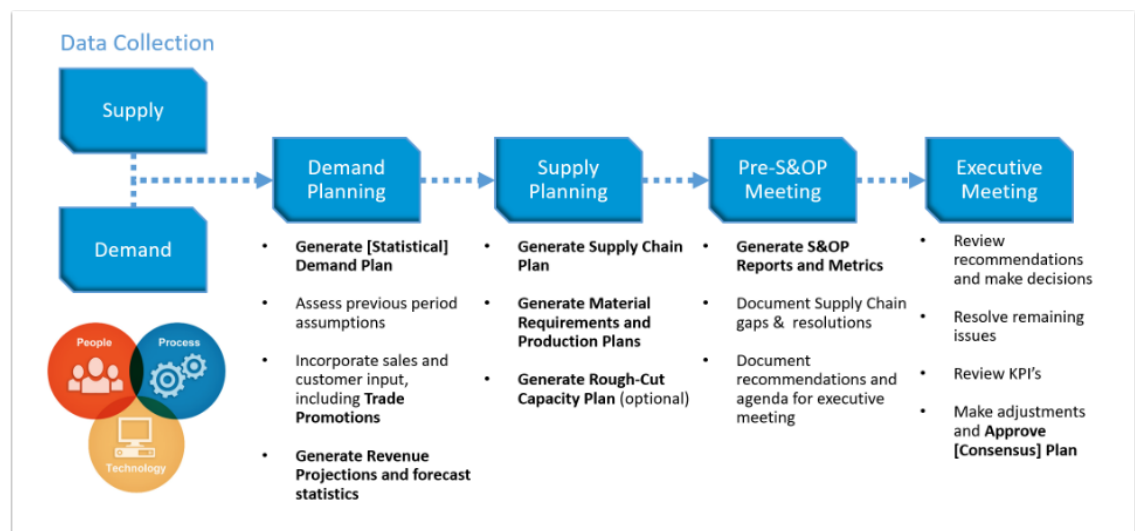 Data Collection
Supply
Demand
People
Process
Technology
Demand
Planning
• Generate [Statistical]
Demand Plan
• Assess previous period
assumptions
• Incorporate sales and
customer input,
including Trade
Promotions
• Generate Revenue
Projections and forecast
statistics
Supply
Planning
• Generate Supply Chain
Plan
• Generate Material
Requirements and
Production Plans
• Generate Rough-Cut
Capacity Plan (optional)
Pre-S&OP
Meeting
• Generate S&OP
Reports and Metrics
• Document Supply Chain
gaps & resolutions
• Document
recommendations and
agenda for executive
meeting
Executive
Meeting
• Review
recommendations
and make decisions
• Resolve remaining
issues
• Review KPI's
• Make adjustments
and Approve
[Consensus] Plan